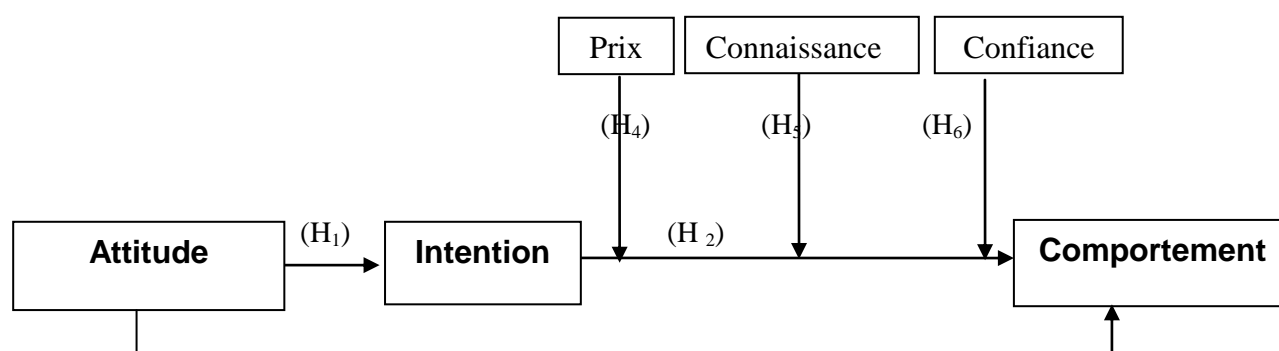 Prix Connaissance Confiance
(H₄) (H₅) (H₆)
(H₁) (H ₂)
Attitude Intention Comportement